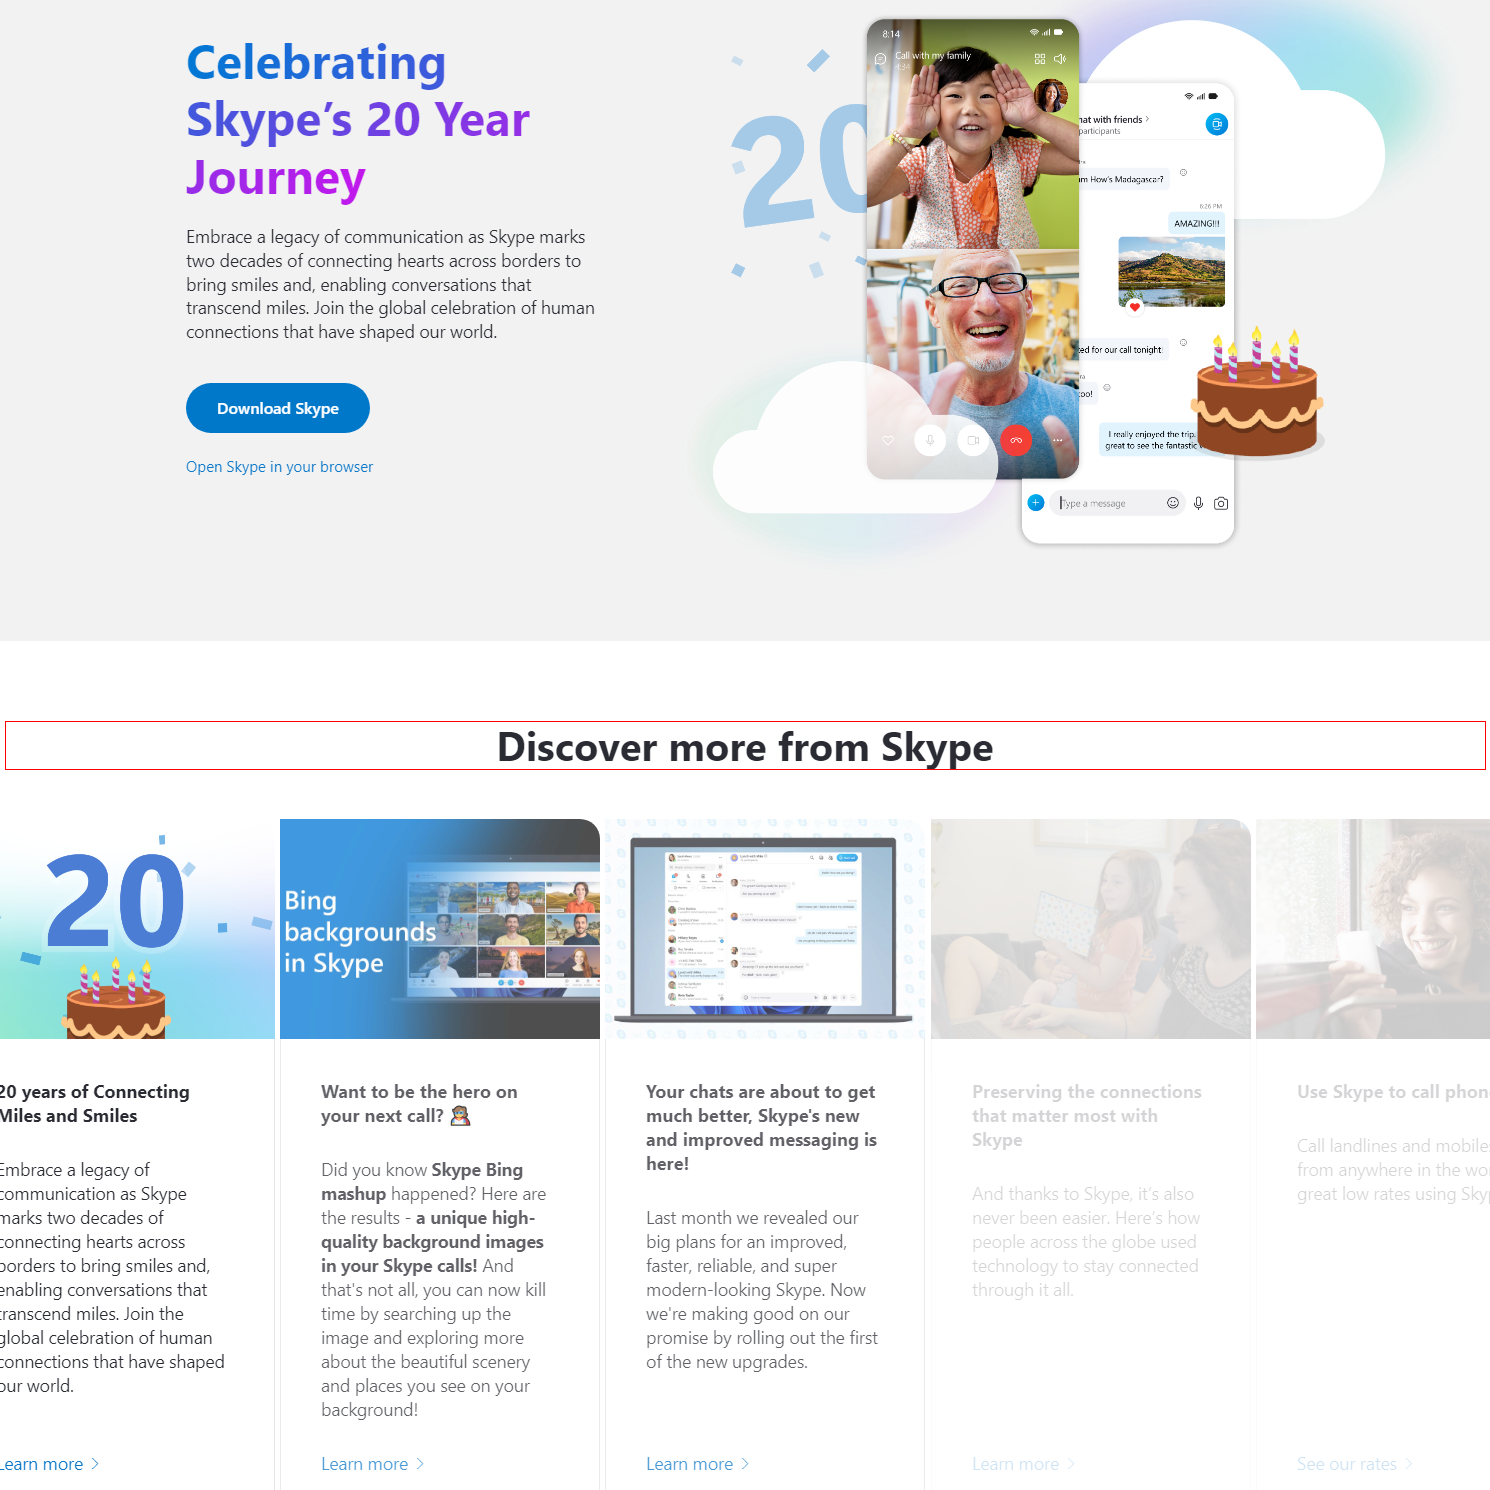 Celebrating
Skype's 20 Year
Journey
Embrace a legacy of communication as Skype marks
two decades of connecting hearts across borders to
bring smiles and, enabling conversations that
transcend miles. Join the global celebration of human
connections that have shaped our world.
Download Skype
Open Skype in your browser
20
8:14
Call with my family
4:34
hat with friends
participants
m How's Madagascar?
6:26 PM
AMAZING!!!
ed for our call tonight!
too!
I really enjoyed the trip.
great to see the fantastic
Type a message
Discover more from Skype
20
20 years of Connecting
Miles and Smiles
Embrace a legacy of
communication as Skype
marks two decades of
connecting hearts across
borders to bring smiles and,
enabling conversations that
transcend miles. Join the
global celebration of human
connections that have shaped
our world.
Learn more
Bing
backgrounds
in Skype
Want to be the hero on
your next call?
Did you know Skype Bing
mashup happened? Here are
the results - a unique high-
quality background images
in your Skype calls! And
that's not all, you can now kill
time by searching up the
image and exploring more
about the beautiful scenery
and places you see on your
background!
Learn more
Your chats are about to get
much better, Skype's new
and improved messaging is
here!
Last month we revealed our
big plans for an improved,
faster, reliable, and super
modern-looking Skype. Now
we're making good on our
promise by rolling out the first
of the new upgrades.
Learn more
Preserving the connections
that matter most with
Skype
And thanks to Skype, it's also
never been easier. Here's how
people across the globe used
technology to stay connected
through it all.
Learn more
Use Skype to call phon
Call landlines and mobile
from anywhere in the wo
great low rates using Sky
See our rates